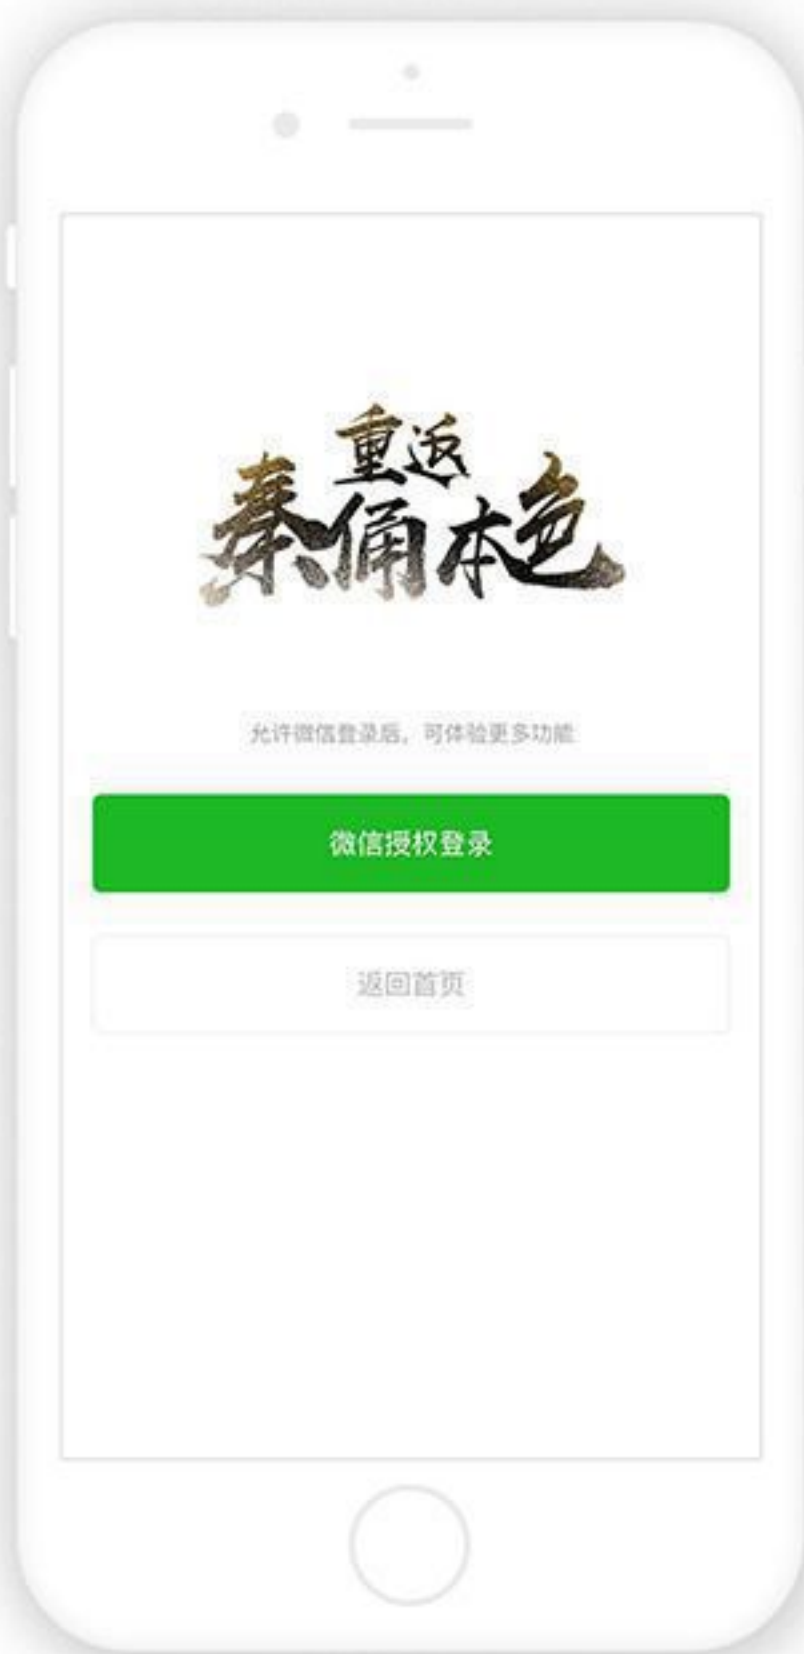 重返
秦俑本色
允许微信登录后，可体验更多功能
微信授权登录
返回首页